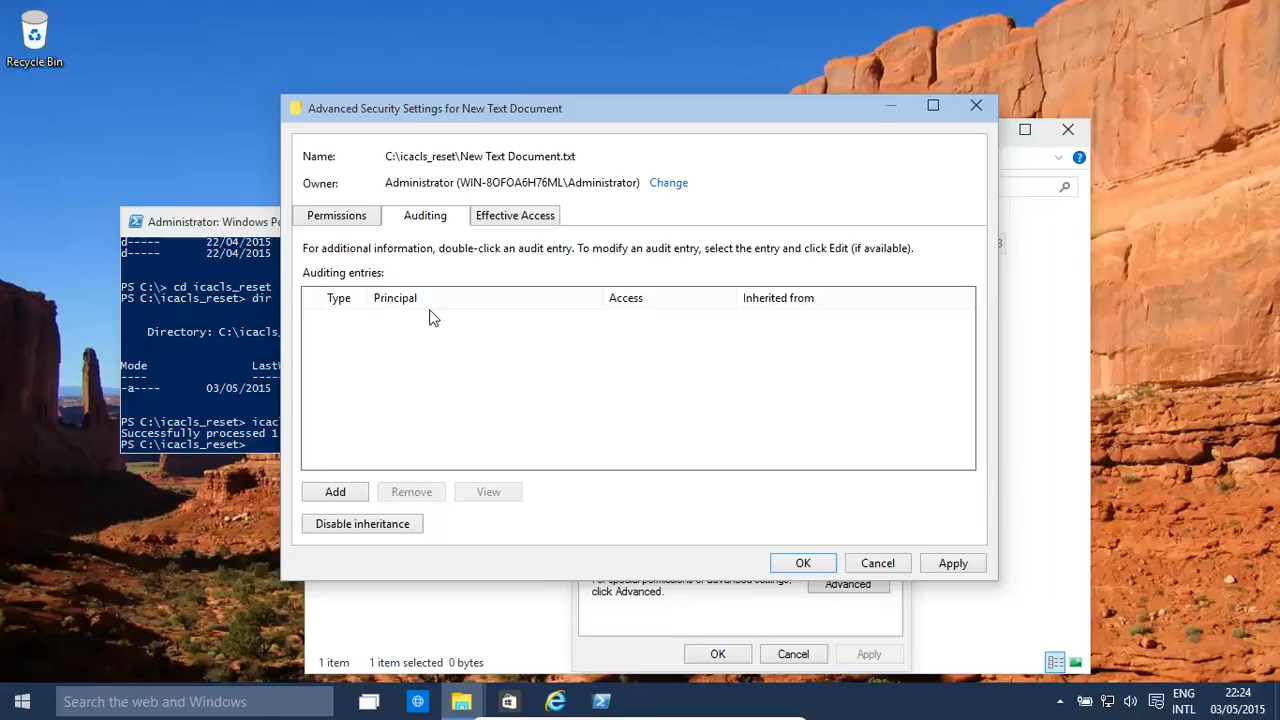 Recycle Bin
Advanced Security Settings for New Text Document
Name: C:\icacls_reset\New Text Document.txt
Owner: Administrator (WIN-8OFOA6H76ML\Administrator) Change
Permissions Auditing Effective Access
For additional information, double-click an audit entry. To modify an audit entry, select the entry and click Edit (if available).
Auditing entries:
Type Principal Access Inherited from
Add Remove View
Disable inheritance
OK Cancel Apply
Administrator: Windows P
d----- 22/04/2015
d----- 22/04/2015
PS C:\> cd icacls_reset
PS C:\icacls_reset> dir
Directory: C:\icacls_
Mode Last
---- ----
-a---- 03/05/2015
PS C:\icacls_reset> icac
Successfully processed 1
PS C:\icacls_reset>
click Advanced.
Advanced
OK Cancel Apply
1 item 1 item selected 0 bytes
Search the web and Windows
ENG
INTL
22:24
03/05/2015